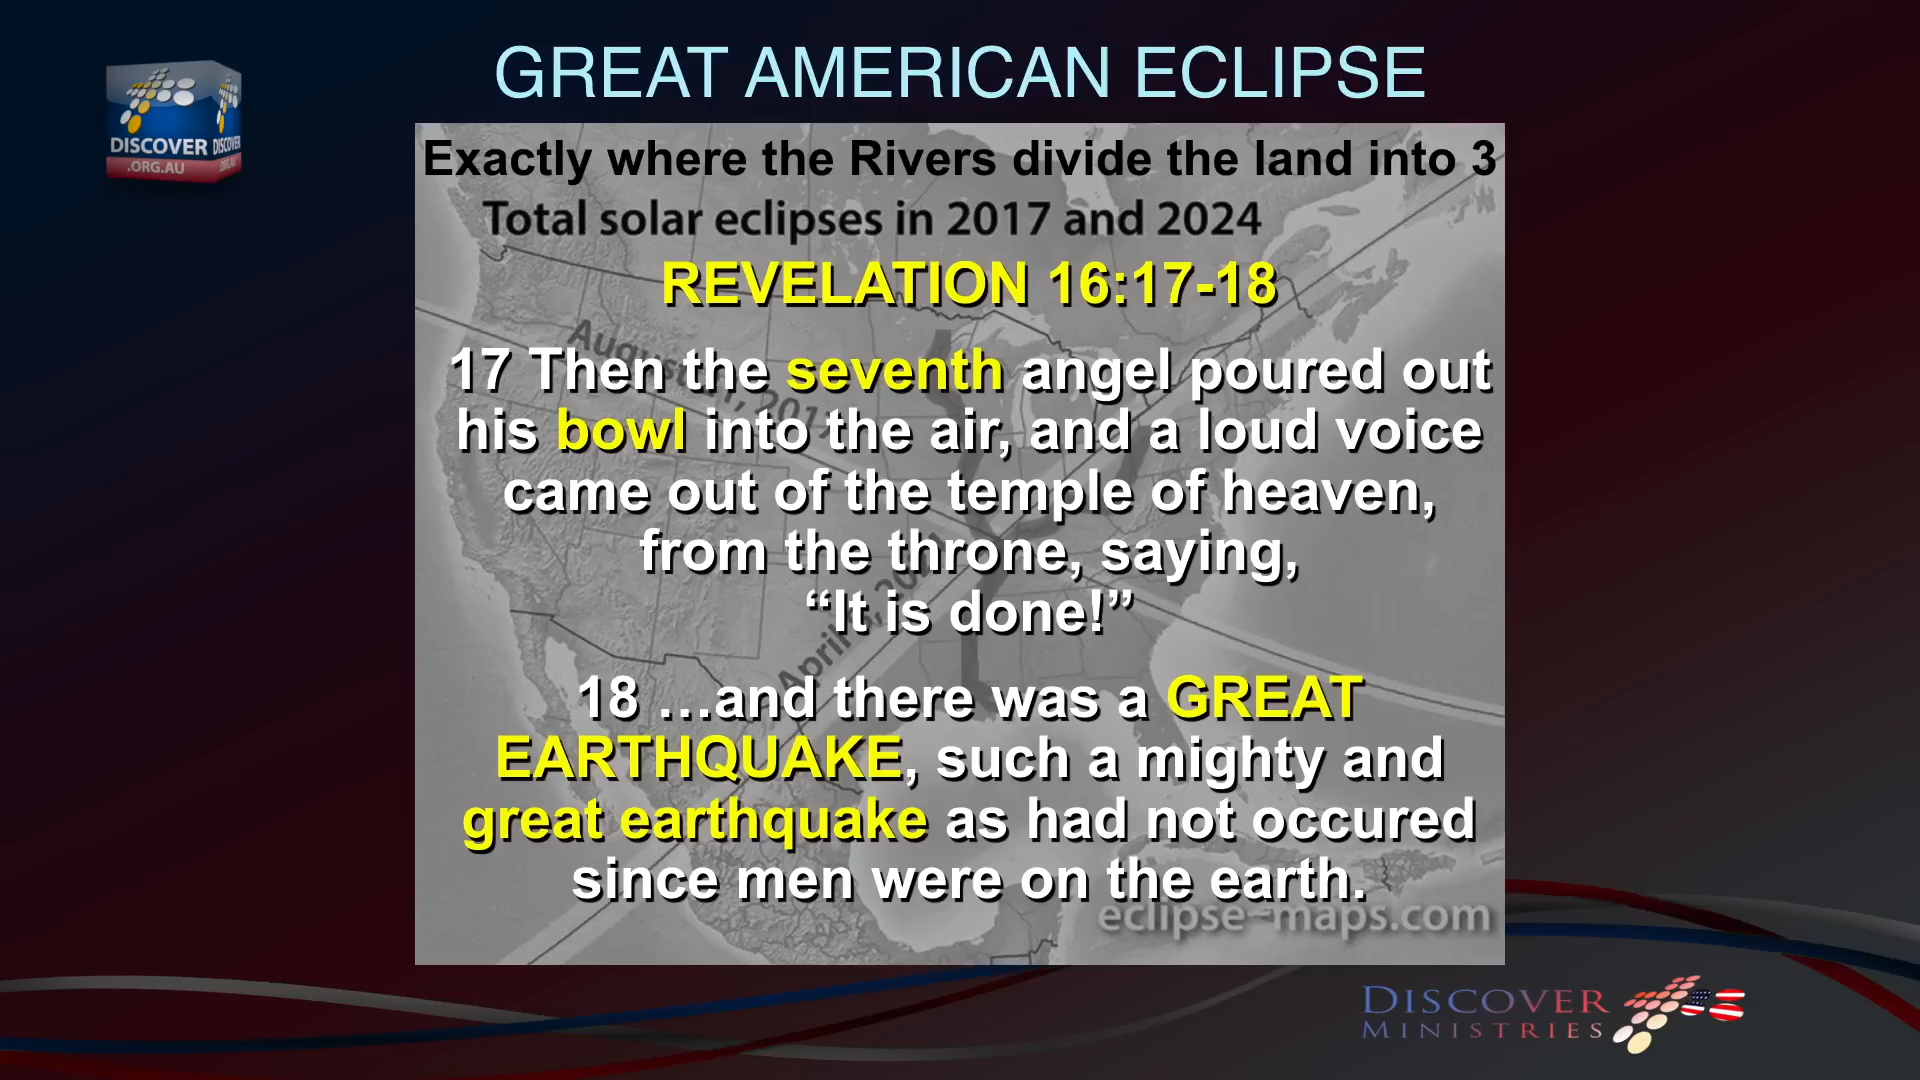 GREAT AMERICAN ECLIPSE
DISCOVER DISCOVER
.ORG.AU
Exactly where the Rivers divide the land into 3
Total solar eclipses in 2017 and 2024
REVELATION 16:17-18
17 Then the seventh angel poured out
his bowl into the air, and a loud voice
came out of the temple of heaven,
from the throne, saying,
“It is done!”
18 …and there was a GREAT
EARTHQUAKE, such a mighty and
great earthquake as had not occured
since men were on the earth.
eclipse-maps.com
DISCOVER
MINISTRIES